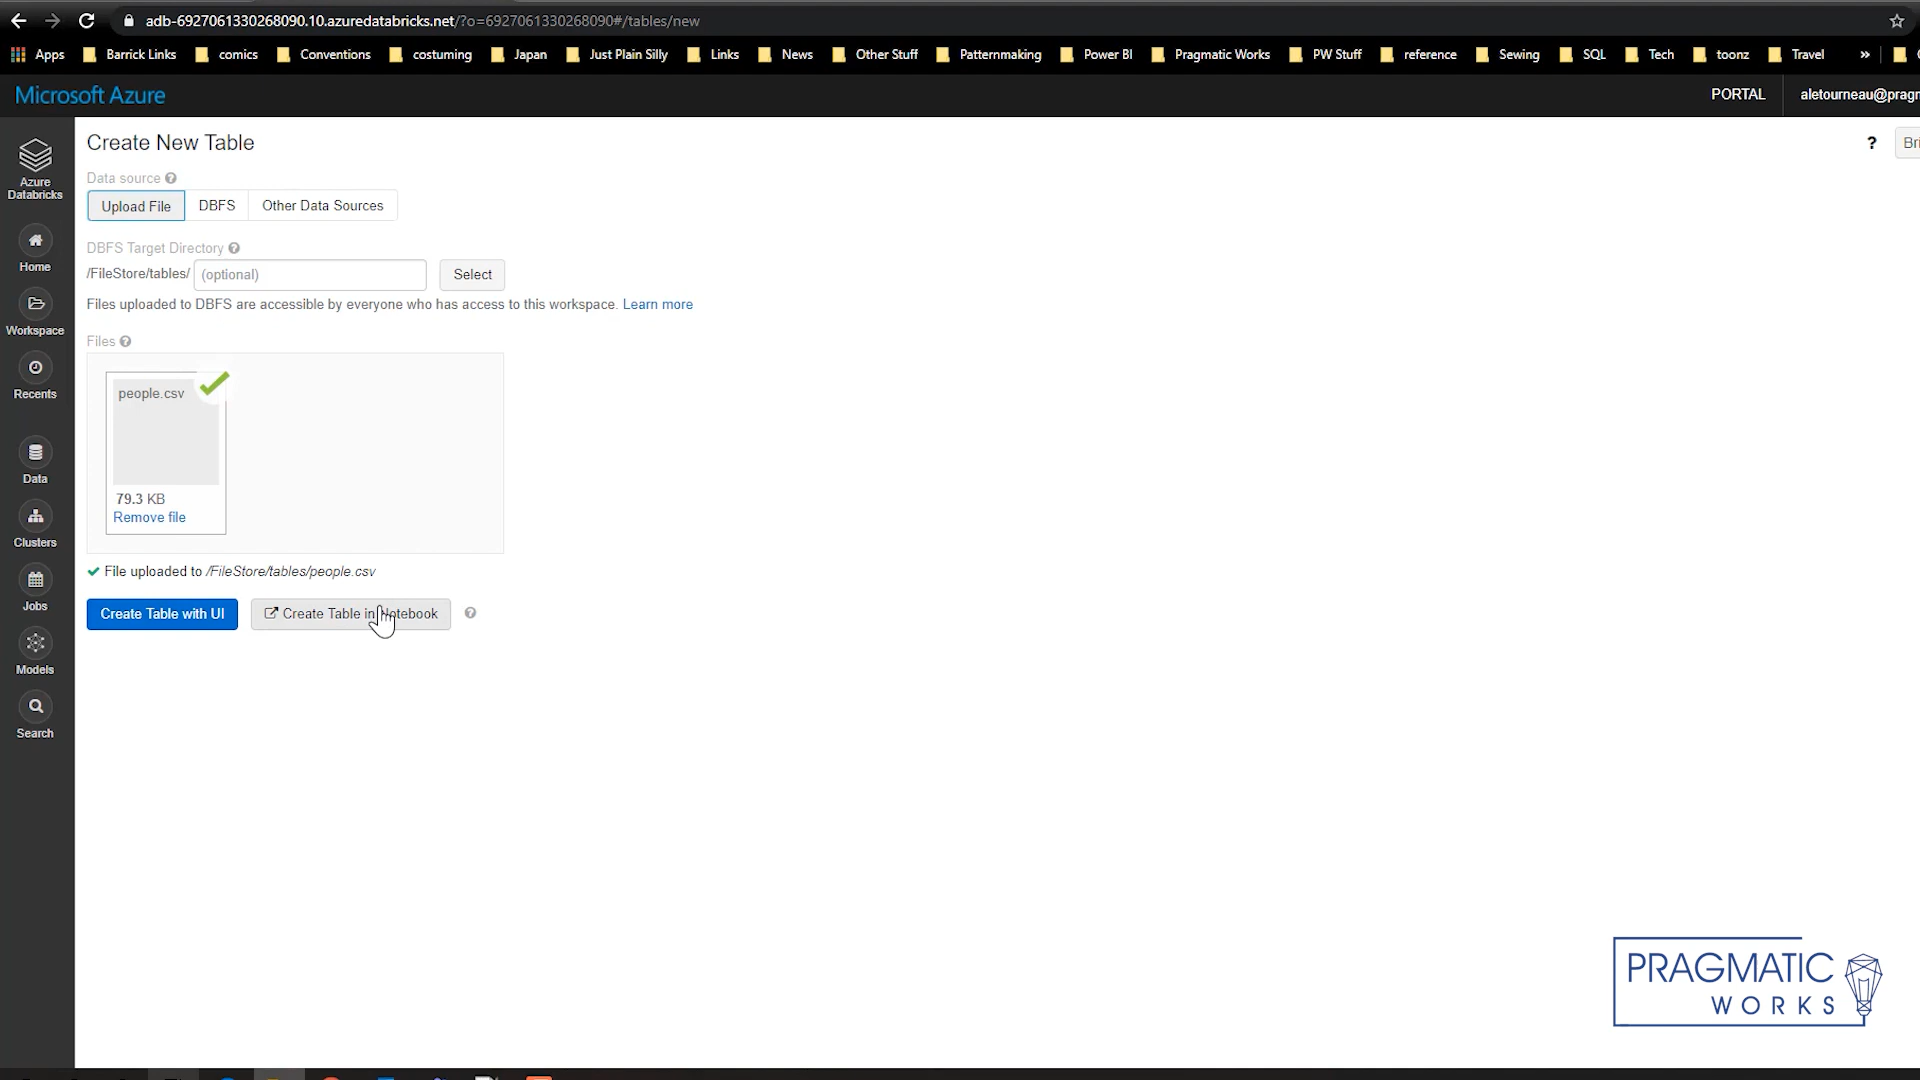 adb-6927061330268090.10.azuredatabricks.net/?o=6927061330268090#/tables/new
Apps Barrick Links comics Conventions costuming Japan Just Plain Silly Links News Other Stuff Patternmaking Power BI Pragmatic Works PW Stuff reference Sewing SQL Tech toonz Travel »
Microsoft Azure PORTAL aletourneau@pragm
Azure Databricks
Home
Workspace
Recents
Data
Clusters
Jobs
Models
Search
Create New Table
? Bri
Data source ?
Upload File DBFS Other Data Sources
DBFS Target Directory ?
/FileStore/tables/ (optional) Select
Files uploaded to DBFS are accessible by everyone who has access to this workspace. Learn more
Files ?
people.csv
79.3 KB
Remove file
File uploaded to /FileStore/tables/people.csv
Create Table with UI Create Table in Notebook ?
PRAGMATIC
WORKS